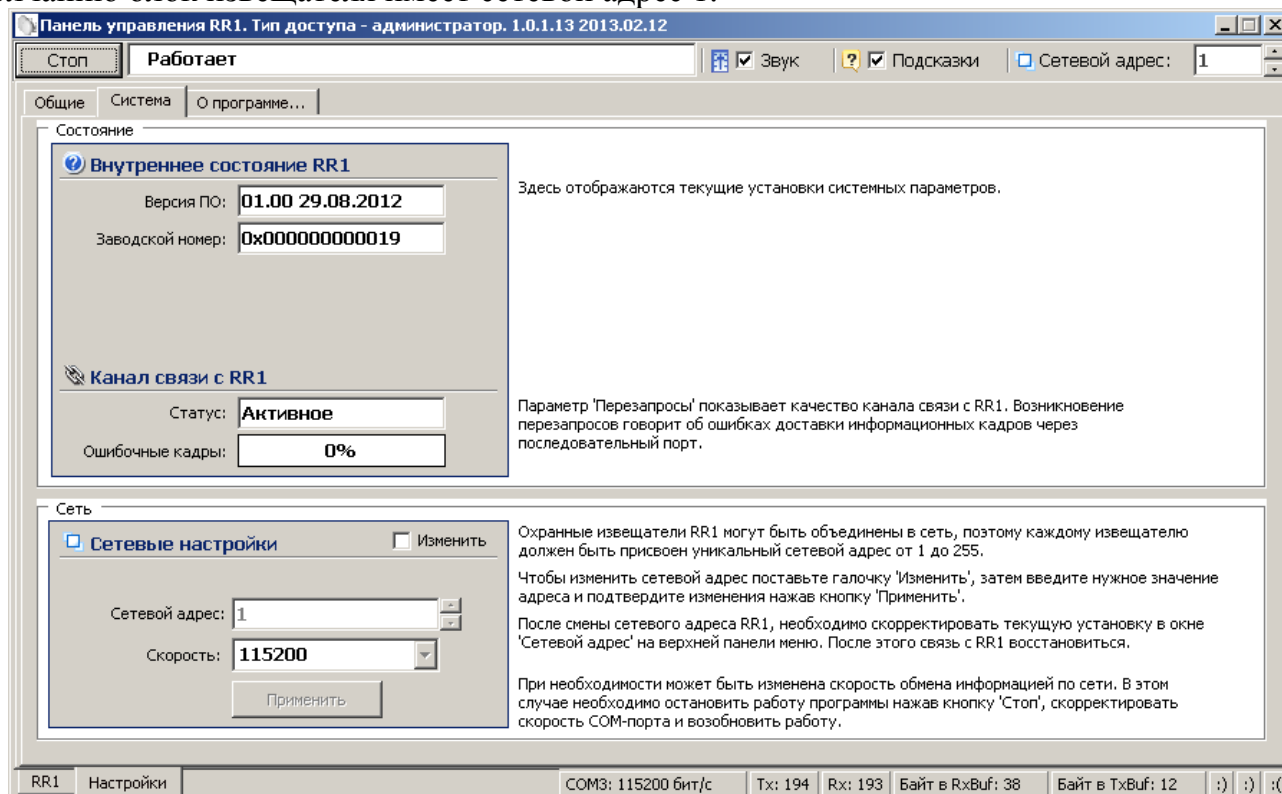 блок извещателя имеет сетевой адрес 1.
Панель управления RR1. Тип доступа - администратор. 1.0.1.13 2013.02.12
Стоп Работает Звук Подсказки Сетевой адрес: 1
Общие Система О программе...
Состояние
Внутреннее состояние RR1
Версия ПО: 01.00 29.08.2012
Заводской номер: 0x000000000019
Здесь отображаются текущие установки системных параметров.
Канал связи с RR1
Статус: Активное
Ошибочные кадры: 0%
Параметр 'Перезапросы' показывает качество канала связи с RR1. Возникновение
перезапросов говорит об ошибках доставки информационных кадров через
последовательный порт.
Сеть
Сетевые настройки Изменить
Сетевой адрес: 1
Скорость: 115200
Применить
Охранные извещатели RR1 могут быть объединены в сеть, поэтому каждому извещателю
должен быть присвоен уникальный сетевой адрес от 1 до 255.
Чтобы изменить сетевой адрес поставьте галочку 'Изменить', затем введите нужное значение
адреса и подтвердите изменения нажав кнопку 'Применить'.
После смены сетевого адреса RR1, необходимо скорректировать текущую установку в окне
'Сетевой адрес' на верхней панели меню. После этого связь с RR1 восстановиться.
При необходимости может быть изменена скорость обмена информацией по сети. В этом
случае необходимо остановить работу программы нажав кнопку 'Стоп', скорректировать
скорость COM-порта и возобновить работу.
RR1 Настройки COM3: 115200 бит/с Tx: 194 Rx: 193 Байт в RxBuf: 38 Байт в TxBuf: 12 :) :) :(